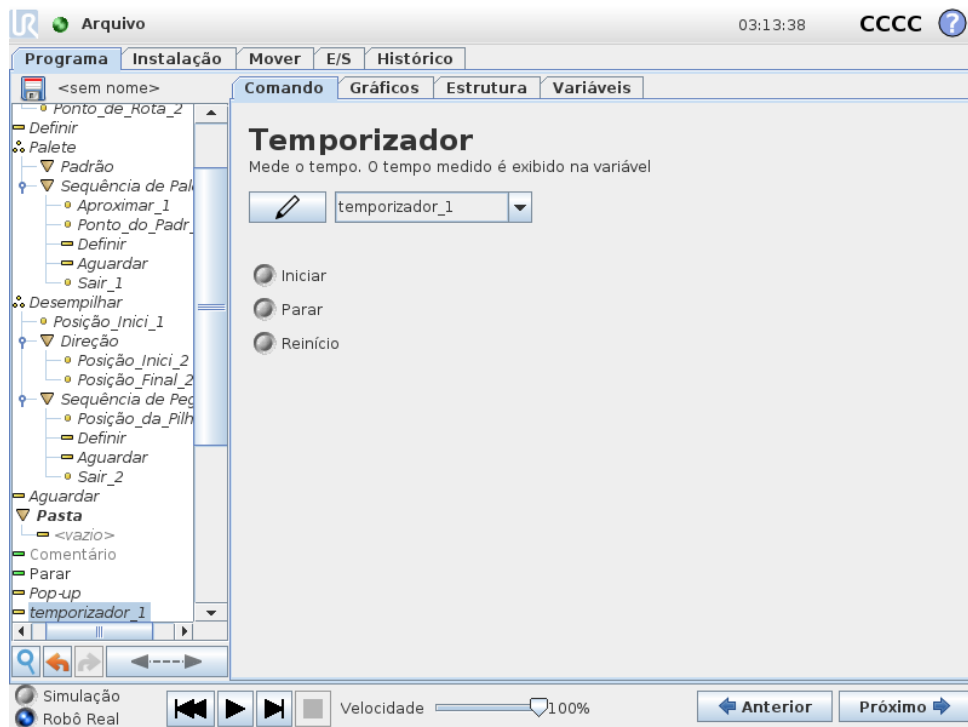 UR Arquivo 03:13:38 CCCC ?
Programa Instalação Mover E/S Histórico
<sem nome>
Comando Gráficos Estrutura Variáveis
Ponto_de_Rota_2
Definir
Palete
Padrão
Sequência de Pal
Aproximar_1
Ponto_do_Padr_
Definir
Aguardar
Sair_1
Desempilhar
Posição_Inici_1
Direção
Posição_Inici_2
Posição_Final_2
Sequência de Peg
Posição_da_Pilh
Definir
Aguardar
Sair_2
Aguardar
Pasta
<vazio>
Comentário
Parar
Pop-up
temporizador_1
Temporizador
Mede o tempo. O tempo medido é exibido na variável
temporizador_1
Iniciar
Parar
Reinício
Simulação
Robô Real
Velocidade 100%
Anterior
Próximo